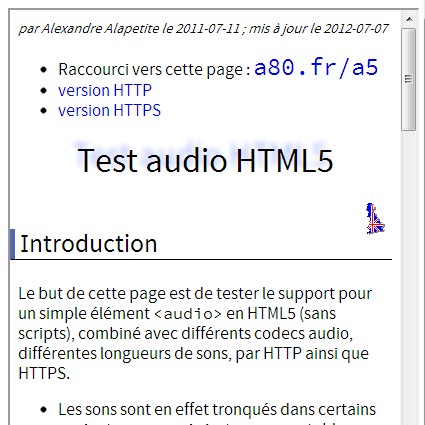 par Alexandre Alapetite le 2011-07-11 ; mis à jour le 2012-07-07
• Raccourci vers cette page : a80.fr/a5
• version HTTP
• version HTTPS
Test audio HTML5
Introduction
Le but de cette page est de tester le support pour
un simple élément <audio> en HTML5 (sans
scripts), combiné avec différents codecs audio,
différentes longueurs de sons, par HTTP ainsi que
HTTPS.
• Les sons sont en effet tronqués dans certains